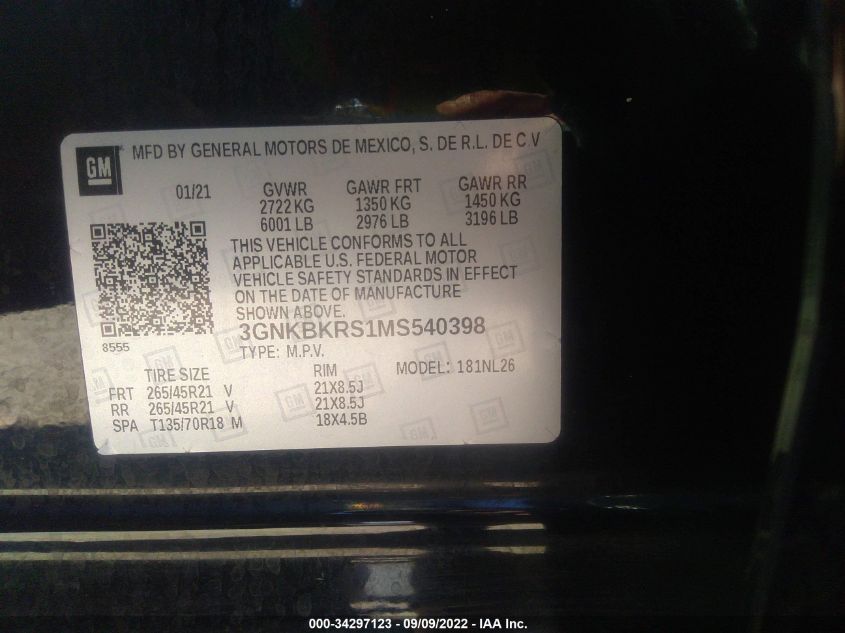 GM MFD BY GENERAL MOTORS DE MEXICO, S. DE R.L. DE C.V
01/21 GVWR GAWR FRT GAWR RR
2722 KG 1350 KG 1450 KG
6001 LB 2976 LB 3196 LB
THIS VEHICLE CONFORMS TO ALL
APPLICABLE U.S. FEDERAL MOTOR
VEHICLE SAFETY STANDARDS IN EFFECT
ON THE DATE OF MANUFACTURE
SHOWN ABOVE.
3GNKBKRS1MS540398
8555
TYPE: M.P.V. MODEL: 181NL26
TIRE SIZE RIM
FRT 265/45R21 V 21X8.5J
RR 265/45R21 V 21X8.5J
SPA T135/70R18 M 18X4.5B
000-34297123 - 09/09/2022 - IAA Inc.